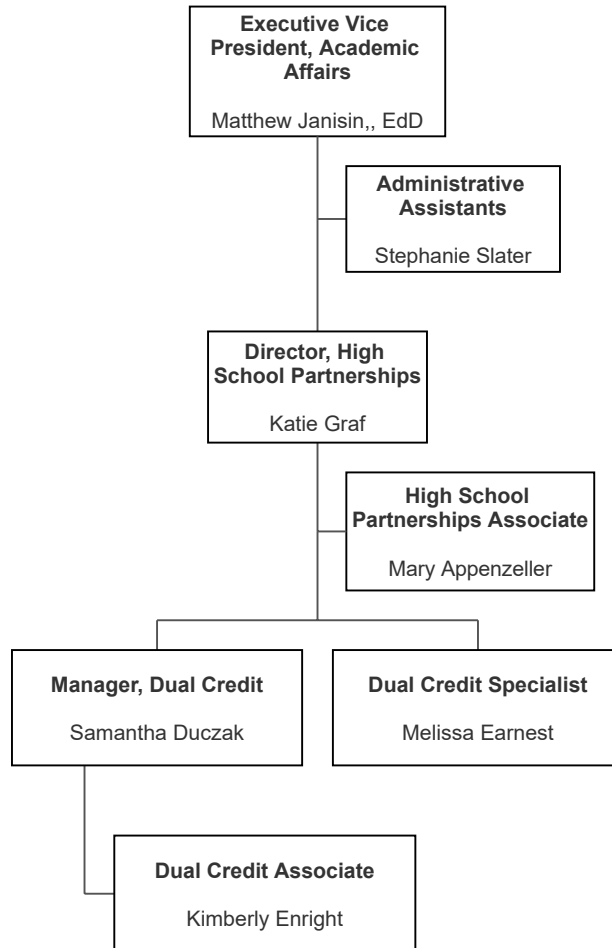 Executive Vice
President, Academic
Affairs
Matthew Janisin,, EdD
Administrative
Assistants
Stephanie Slater
Director, High
School Partnerships
Katie Graf
High School
Partnerships Associate
Mary Appenzeller
Manager, Dual Credit
Samantha Duczak
Dual Credit Specialist
Melissa Earnest
Dual Credit Associate
Kimberly Enright